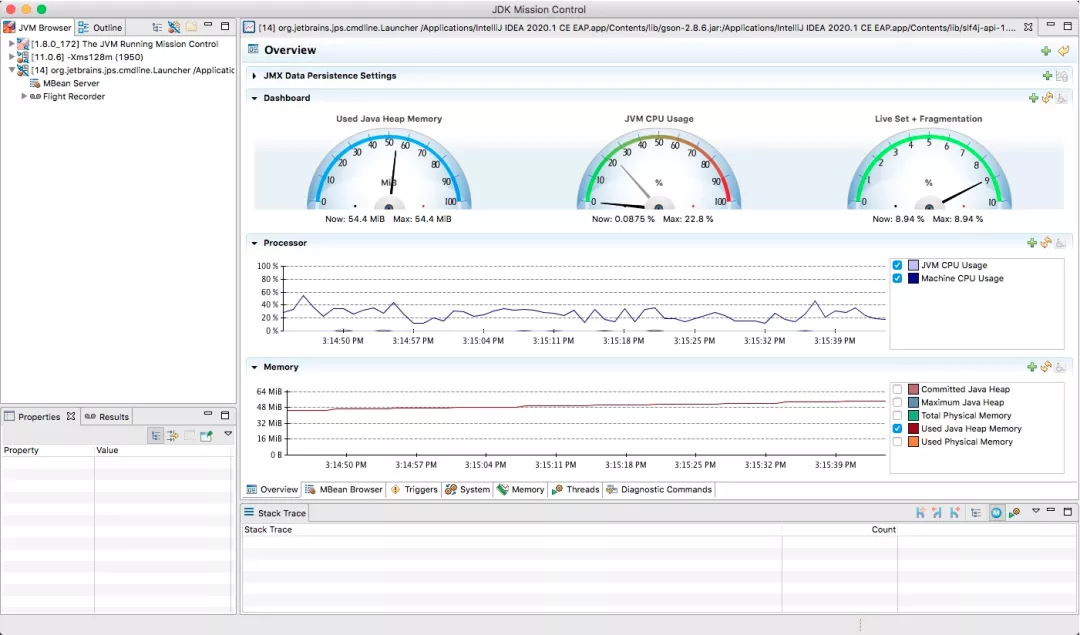 JDK Mission Control
JVM Browser
Outline
[1.8.0_172] The JVM Running Mission Control
[11.0.6] -Xms128m (1950)
[14] org.jetbrains.jps.cmdline.Launcher /Applicatic
MBean Server
Flight Recorder
Properties
Results
Property Value
[14] org.jetbrains.jps.cmdline.Launcher /Applications/IntelliJ IDEA 2020.1 CE EAP.app/Contents/lib/gson-2.8.6.jar:/Applications/IntelliJ IDEA 2020.1 CE EAP.app/Contents/lib/slf4j-api-1....
Overview
JMX Data Persistence Settings
Dashboard
Used Java Heap Memory
0 10 20 30 40 50 60 70 80 90 100
MiB
Now: 54.4 MiB Max: 54.4 MiB
JVM CPU Usage
0 10 20 30 40 50 60 70 80 90 100
%
Now: 0.0875 % Max: 22.8 %
Live Set + Fragmentation
0 1 2 3 4 5 6 7 8 9 10
%
Now: 8.94 % Max: 8.94 %
Processor
100 %
80 %
60 %
40 %
20 %
0 %
3:14:50 PM 3:14:57 PM 3:15:04 PM 3:15:11 PM 3:15:18 PM 3:15:25 PM 3:15:32 PM 3:15:39 PM
JVM CPU Usage
Machine CPU Usage
Memory
64 MiB
48 MiB
32 MiB
16 MiB
0 B
3:14:50 PM 3:14:57 PM 3:15:04 PM 3:15:11 PM 3:15:18 PM 3:15:25 PM 3:15:32 PM 3:15:39 PM
Committed Java Heap
Maximum Java Heap
Total Physical Memory
Used Java Heap Memory
Used Physical Memory
Overview MBean Browser Triggers System Memory Threads Diagnostic Commands
Stack Trace
Stack Trace Count